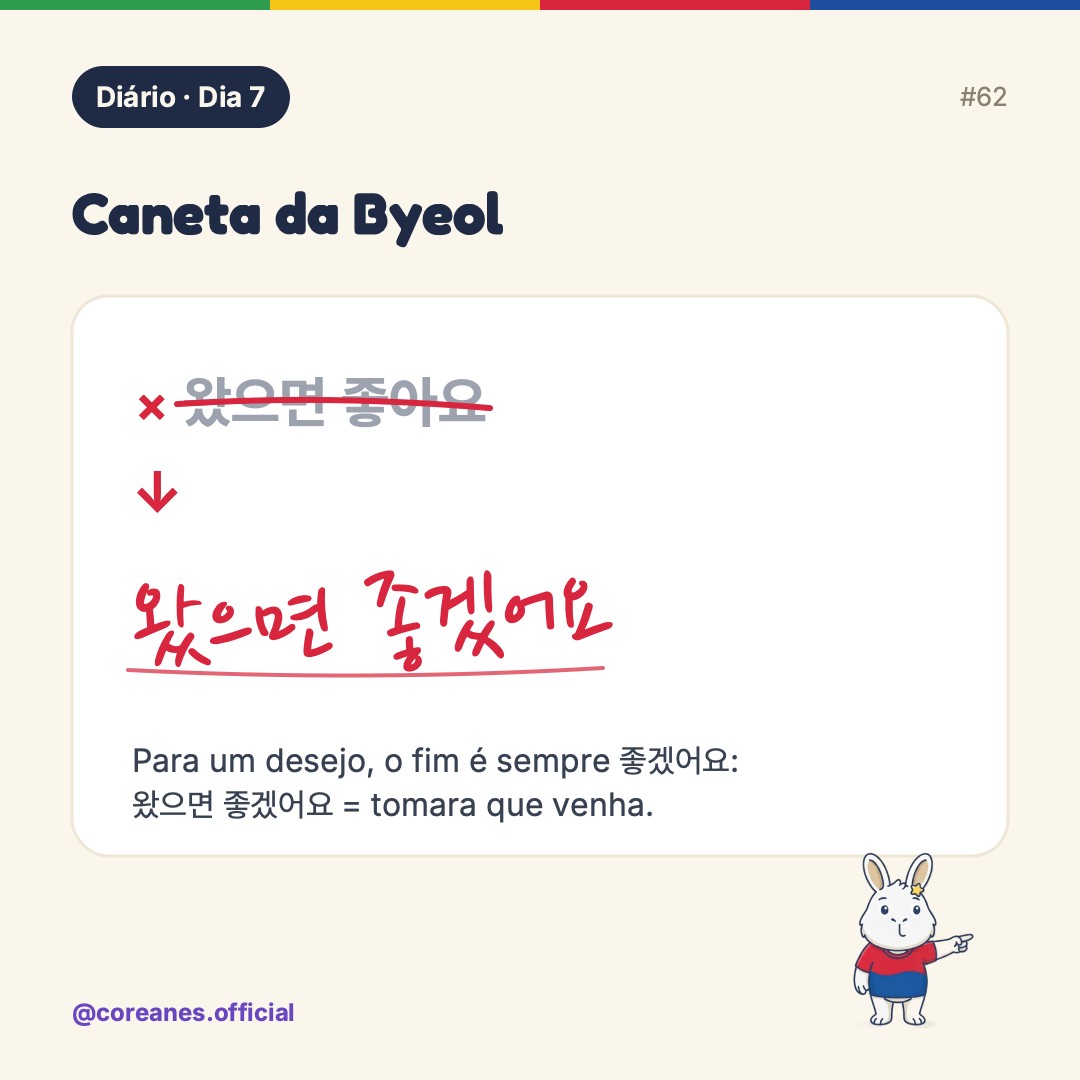 Diário · Dia 7
#62
Caneta da Byeol
× 왔으면 좋아요
↓
왔으면 좋겠어요
Para um desejo, o fim é sempre 좋겠어요:
왔으면 좋겠어요 = tomara que venha.
@coreanes.official